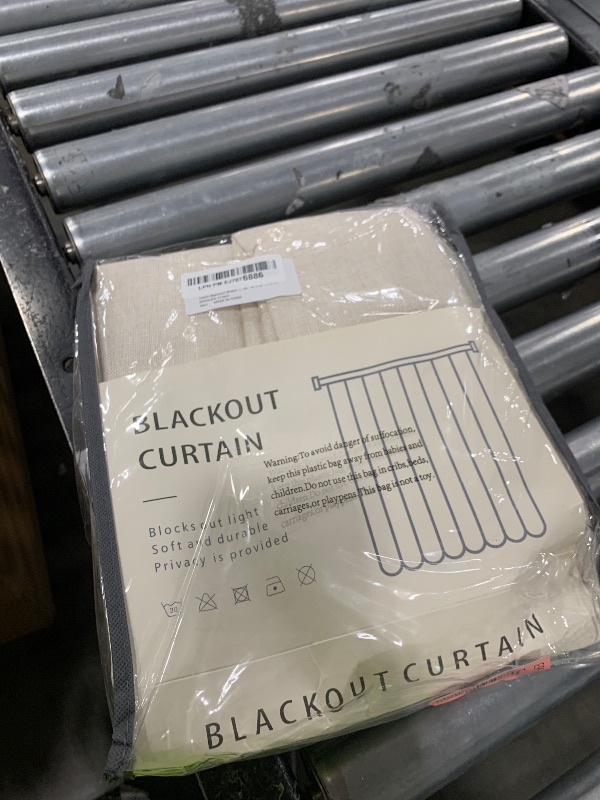 6886
BLACKOUT
CURTAIN
Warning:To avoid danger of suffocation,
keep this plastic bag away from babies and
children.Do not use this bag in cribs,beds,
carriages,or playpens.This bag is not a toy.
Blocks out light
Soft and durable
Privacy is provided
30
BLACKOUT CURTAIN